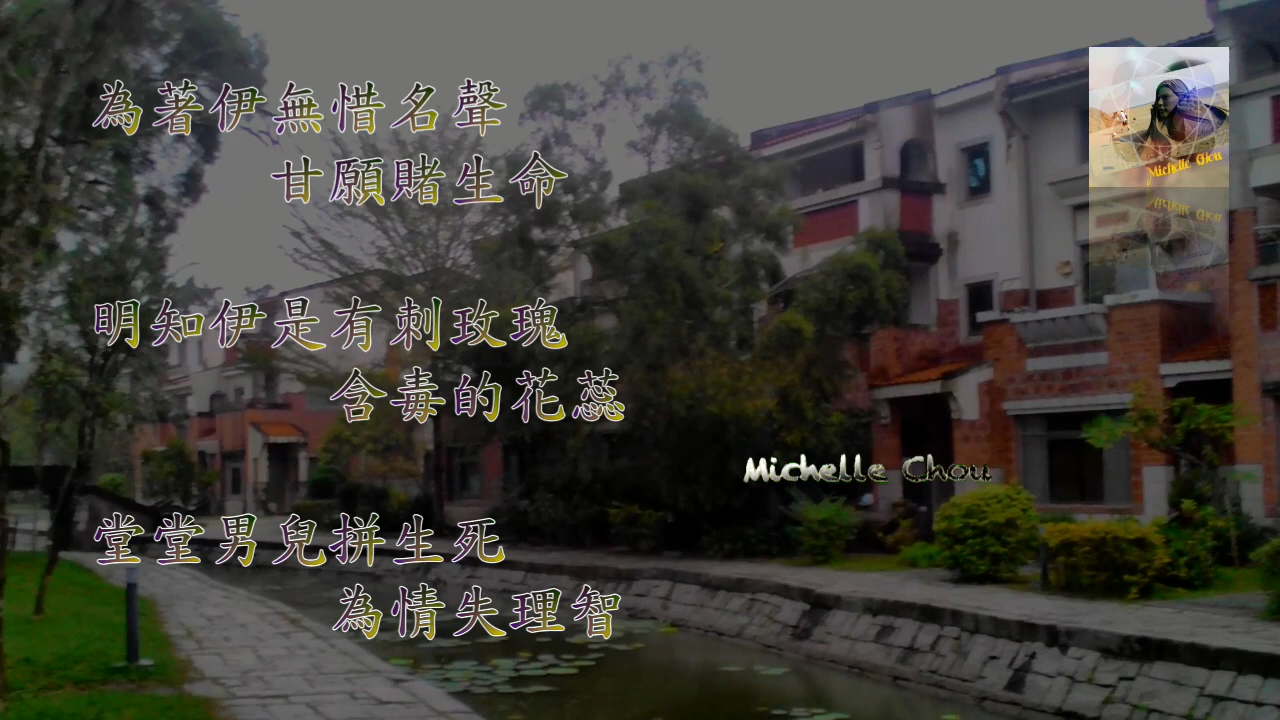 為著伊無惜名聲
甘願賭生命
明知伊是有刺玫瑰
含毒的花蕊
堂堂男兒拼生死
為情失理智
Michelle Chou
Michelle Chou
Michelle Chou